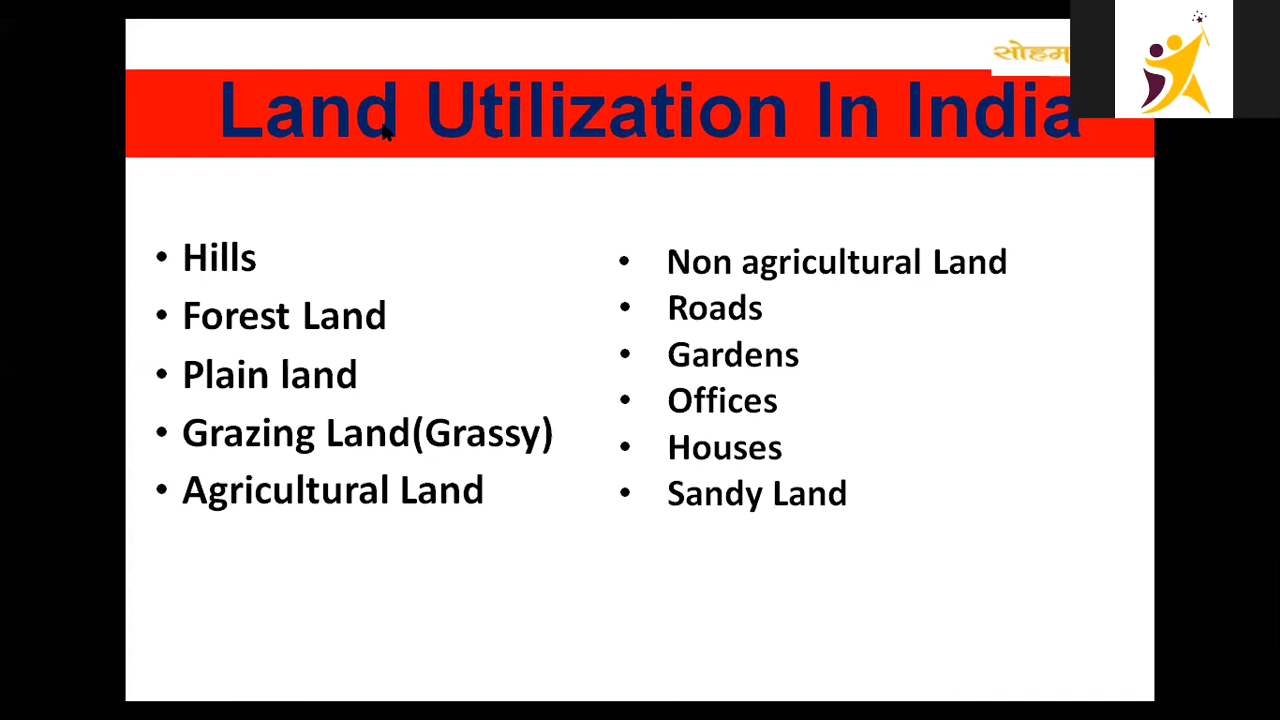 सोहम
Land Utilization In India
• Hills
• Forest Land
• Plain land
• Grazing Land(Grassy)
• Agricultural Land
• Non agricultural Land
• Roads
• Gardens
• Offices
• Houses
• Sandy Land